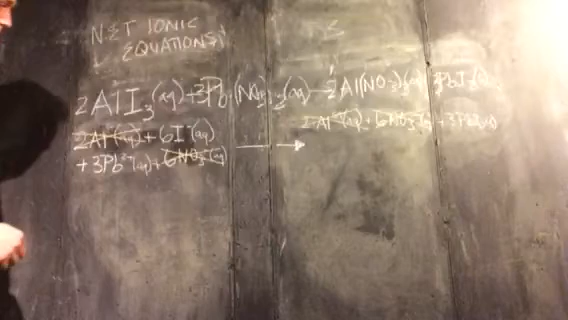 NET IONIC
EQUATIONS
2AlI₃(aq) + 3Pb(NO₃)₂(aq) → 2Al(NO₃)₃ 3PbI₂(s)
2Al³⁺(aq) + 6I⁻(aq)
+ 3Pb²⁺(aq) + 6NO₃⁻(aq) →
2Al³⁺(aq) + 6NO₃⁻(aq) + 3PbI₂(s)